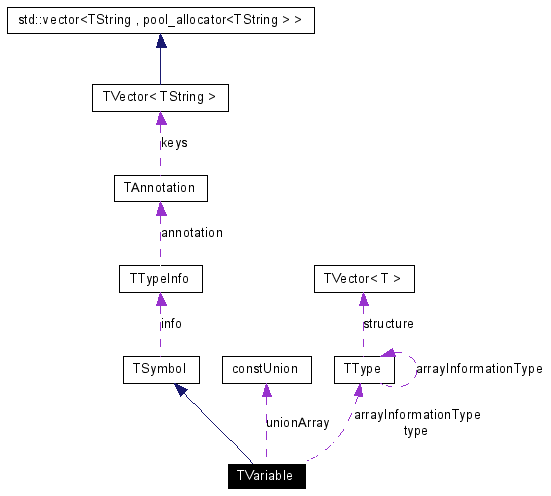 std::vector<TString , pool_allocator<TString > >
TVector< TString >
keys
TAnnotation
annotation
TTypeInfo
TVector< T >
info
structure
TSymbol
constUnion
TType
arrayInformationType
unionArray
arrayInformationType
type
TVariable